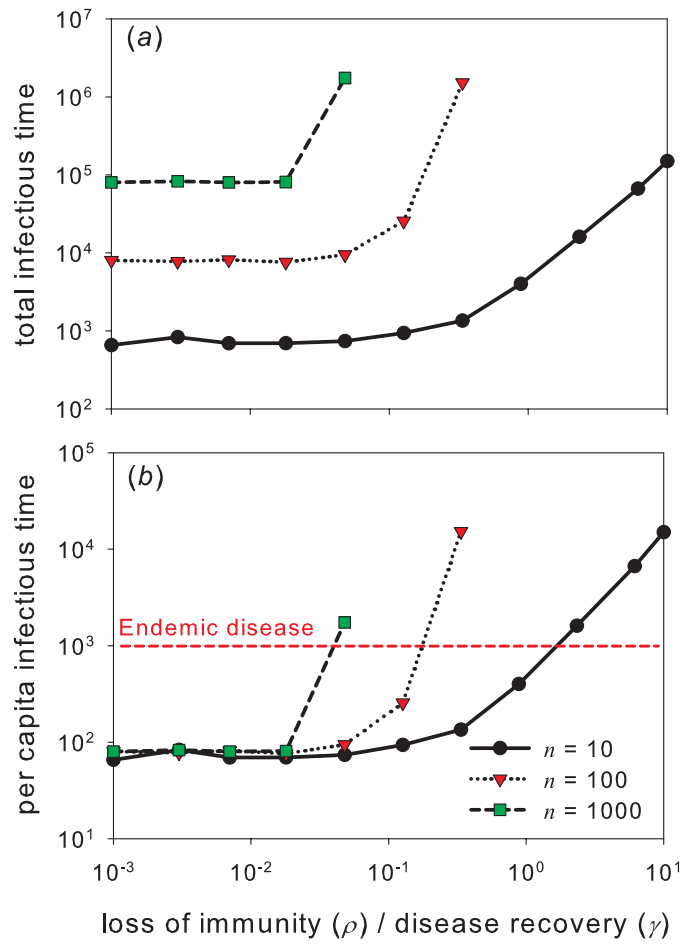 (a)
total infectious time
10^7
10^6
10^5
10^4
10^3
10^2
(b)
per capita infectious time
10^5
10^4
10^3
10^2
10^1
Endemic disease
n = 10
n = 100
n = 1000
10^-3
10^-2
10^-1
10^0
10^1
loss of immunity (ρ) / disease recovery (γ)